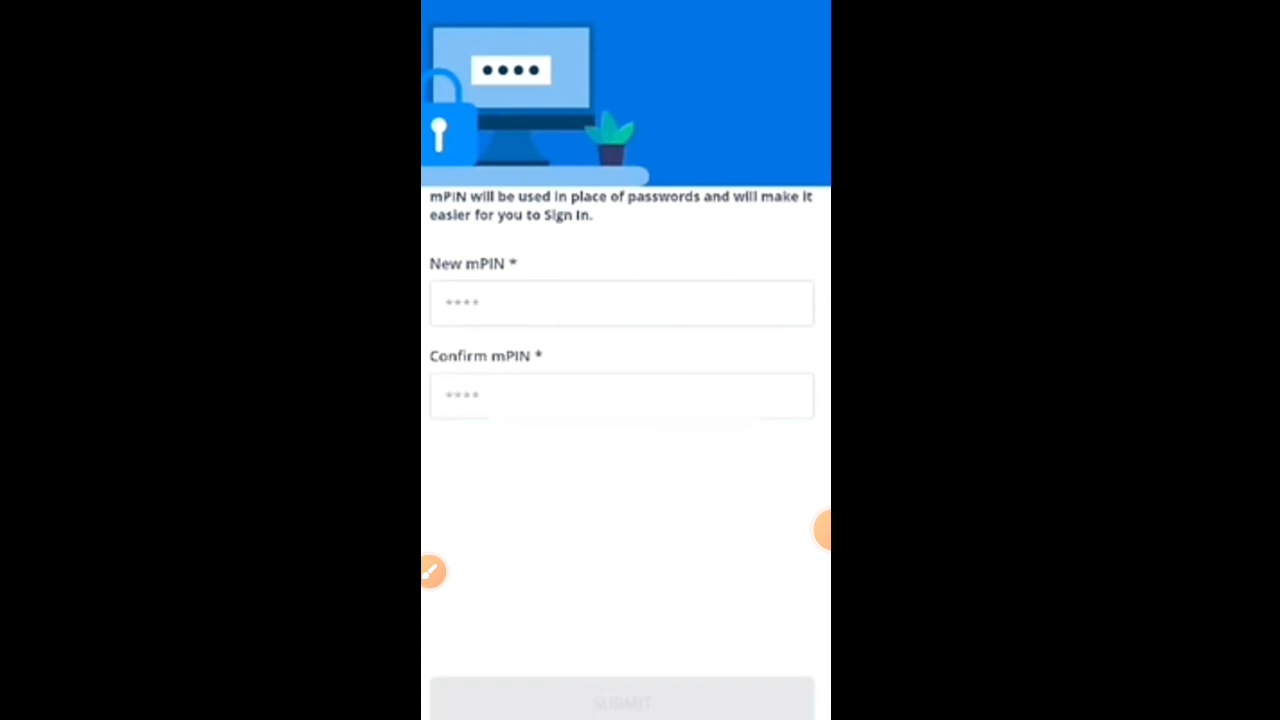 mPIN will be used in place of passwords and will make it
easier for you to Sign In.
New mPIN *
****
Confirm mPIN *
****
SUBMIT